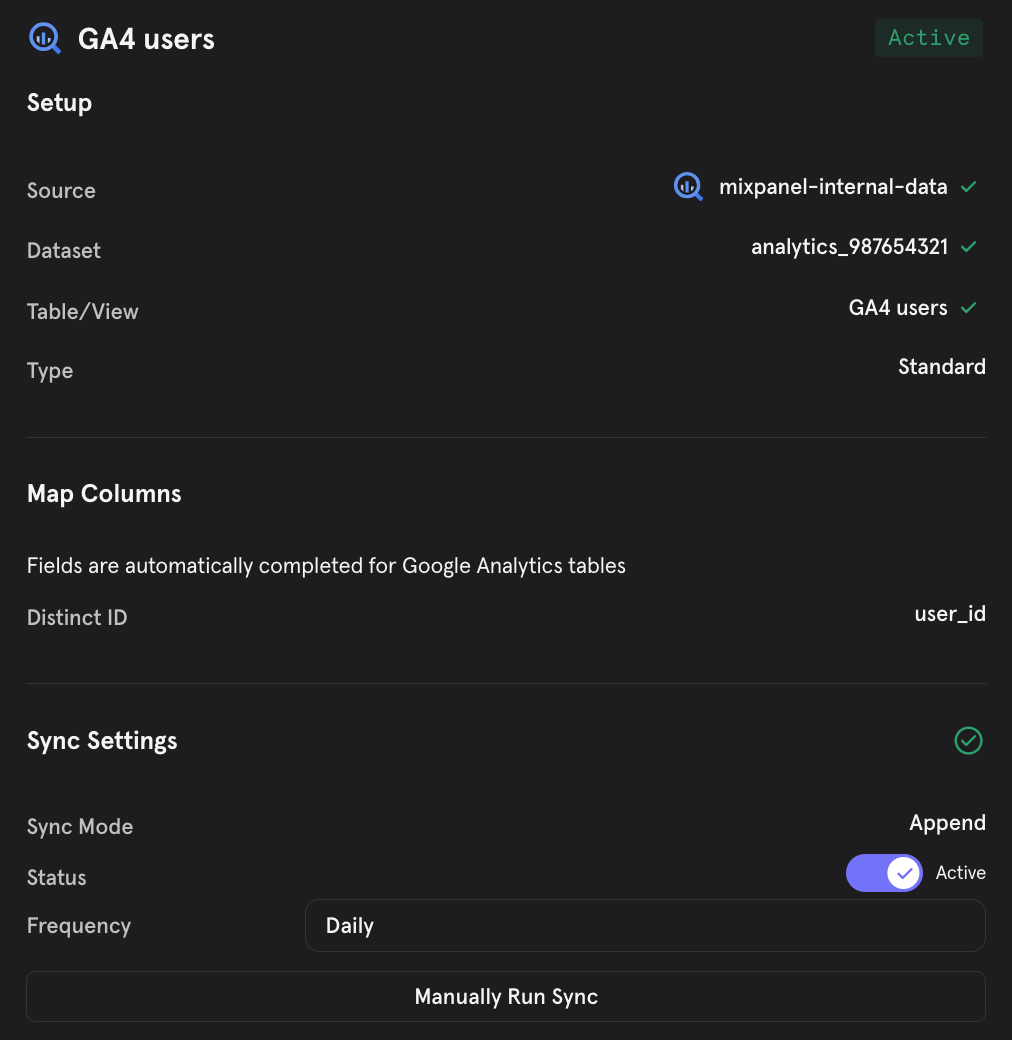 GA4 users Active
Setup
Source mixpanel-internal-data
Dataset analytics_987654321
Table/View GA4 users
Type Standard
Map Columns
Fields are automatically completed for Google Analytics tables
Distinct ID user_id
Sync Settings
Sync Mode Append
Status Active
Frequency Daily
Manually Run Sync